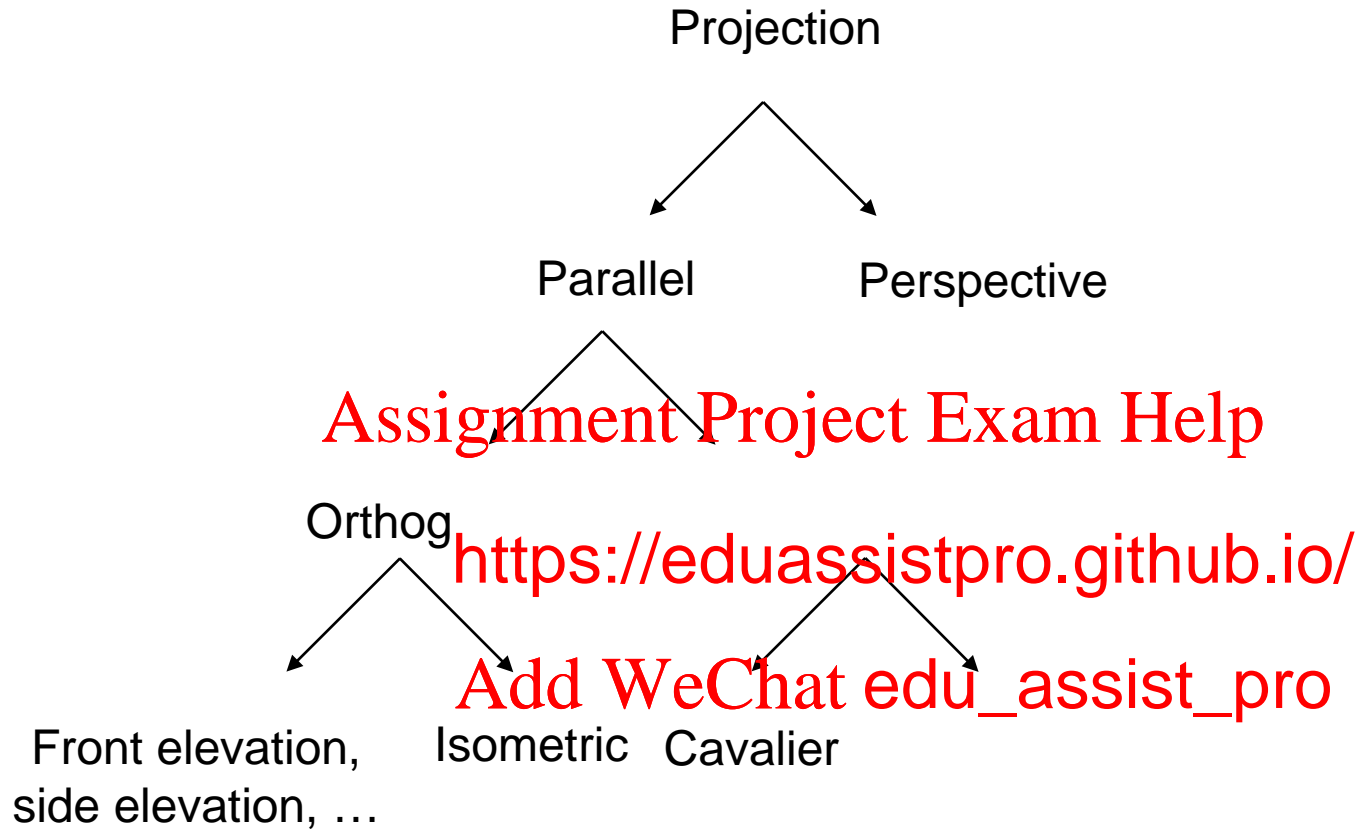 Projection
Parallel Perspective
Assignment Project Exam Help
Orthog
https://eduassistpro.github.io/
Add WeChat edu_assist_pro
Front elevation, Isometric Cavalier
side elevation, …